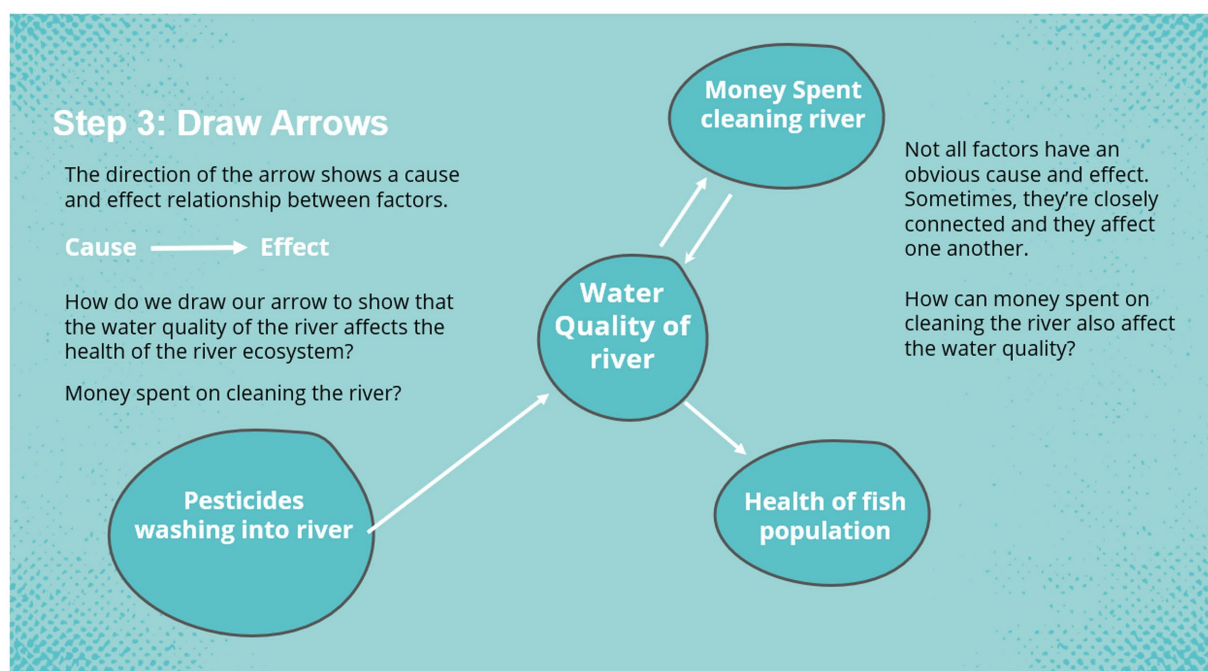 Step 3: Draw Arrows
The direction of the arrow shows a cause
and effect relationship between factors.
Cause Effect
How do we draw our arrow to show that
the water quality of the river affects the
health of the river ecosystem?
Money spent on cleaning the river?
Pesticides
washing into river
Water
Quality of
river
Money Spent
cleaning river
Health of fish
population
Not all factors have an
obvious cause and effect.
Sometimes, they’re closely
connected and they affect
one another.
How can money spent on
cleaning the river also affect
the water quality?